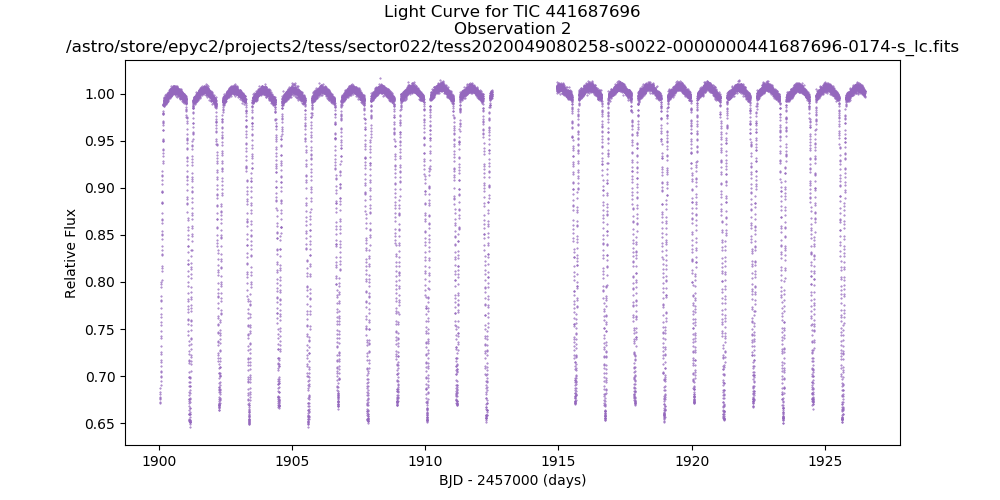 Light Curve for TIC 441687696
Observation 2
/astro/store/epyc2/projects2/tess/sector022/tess2020049080258-s0022-0000000441687696-0174-s_lc.fits
1.00
0.95
0.90
0.85
0.80
0.75
0.70
0.65
Relative Flux
1900 1905 1910 1915 1920 1925
BJD - 2457000 (days)